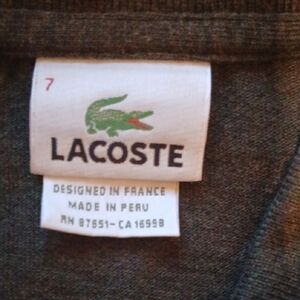 7
LACOSTE
DESIGNED IN FRANCE
MADE IN PERU
RN 87651-CA 16998